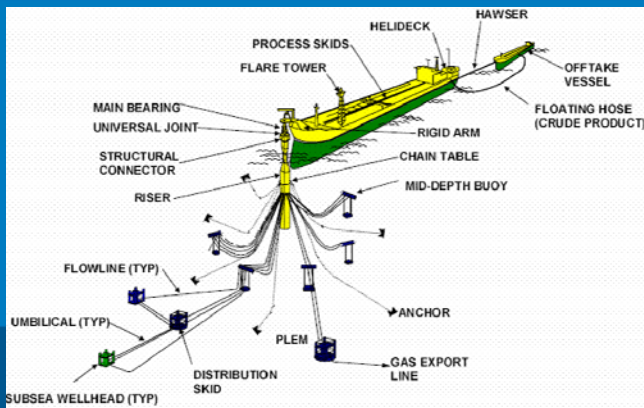 HELIDECK
HAWSER
PROCESS SKIDS
FLARE TOWER
OFFTAKE
VESSEL
MAIN BEARING
UNIVERSAL JOINT
STRUCTURAL
CONNECTOR
RISER
FLOATING HOSE
(CRUDE PRODUCT)
RIGID ARM
CHAIN TABLE
MID-DEPTH BUOY
FLOWLINE (TYP)
UMBILICAL (TYP)
ANCHOR
PLEM
GAS EXPORT
LINE
DISTRIBUTION
SKID
SUBSEA WELLHEAD (TYP)